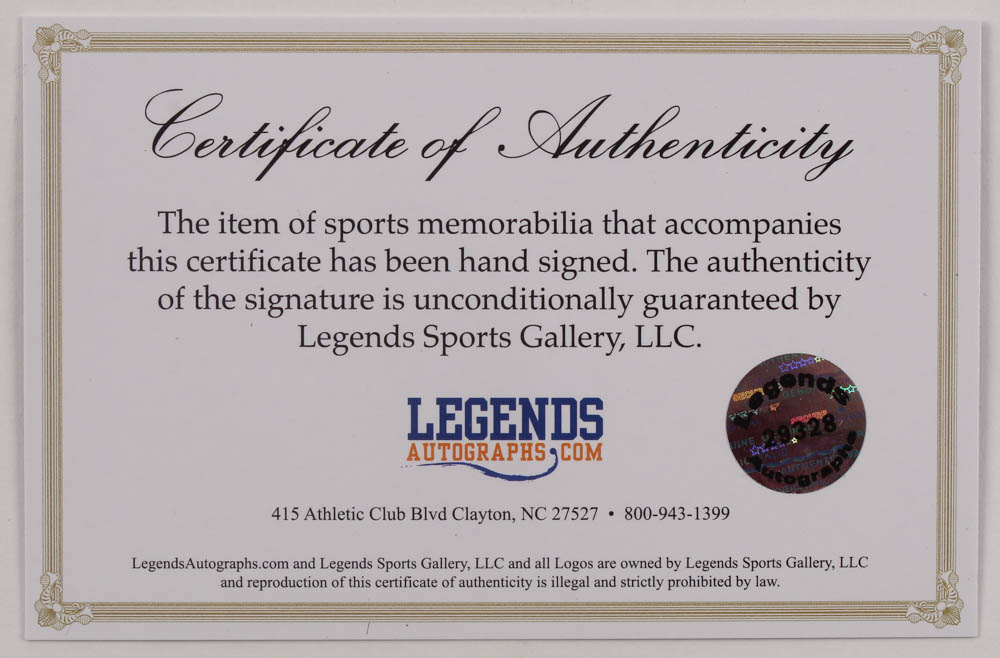 Certificate of Authenticity
The item of sports memorabilia that accompanies
this certificate has been hand signed. The authenticity
of the signature is unconditionally guaranteed by
Legends Sports Gallery, LLC.
Legends
29328
Autographs
LEGENDS
AUTOGRAPHS.COM
415 Athletic Club Blvd Clayton, NC 27527 • 800-943-1399
LegendsAutographs.com and Legends Sports Gallery, LLC and all Logos are owned by Legends Sports Gallery, LLC
and reproduction of this certificate of authenticity is illegal and strictly prohibited by law.